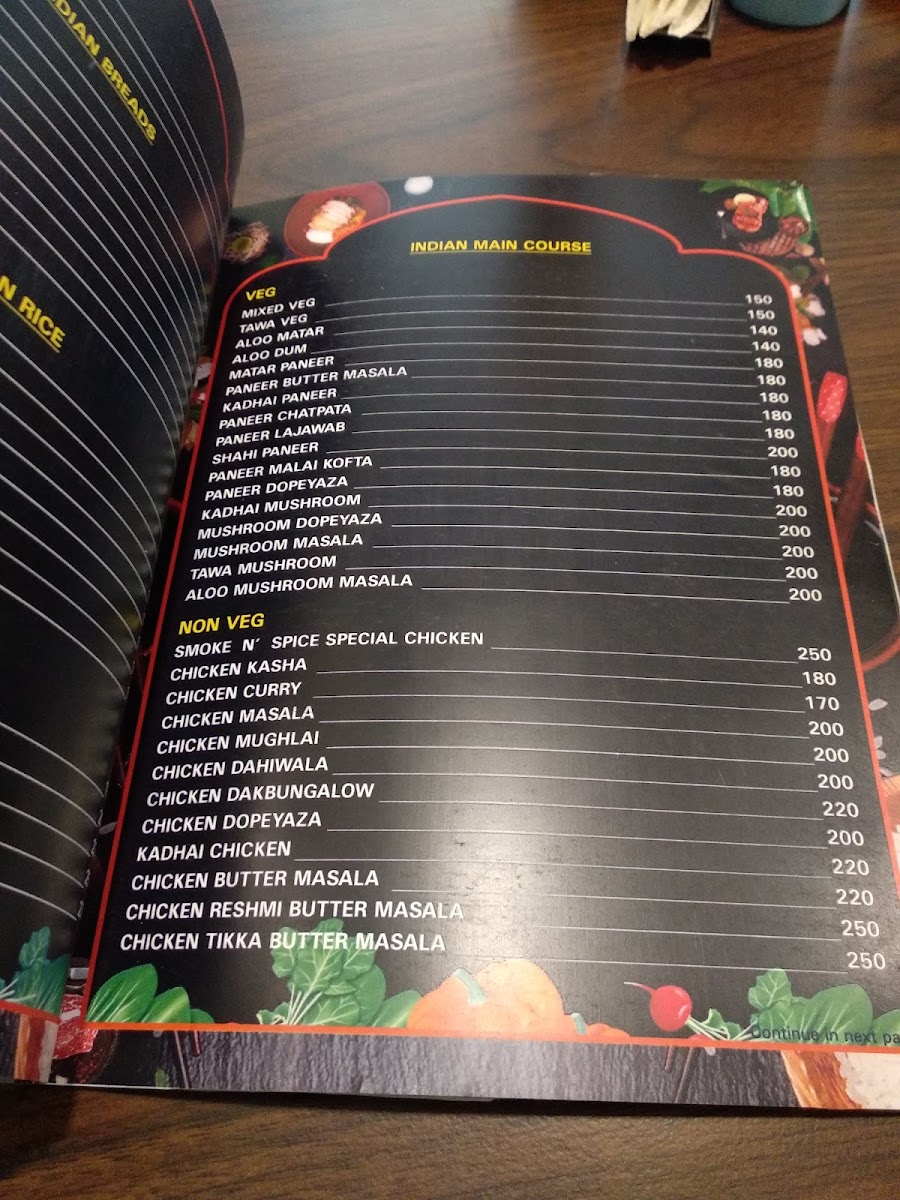 INDIAN BREADS
N RICE
INDIAN MAIN COURSE
VEG
MIXED VEG 150
TAWA VEG 150
ALOO MATAR 140
ALOO DUM 140
MATAR PANEER 180
PANEER BUTTER MASALA 180
KADHAI PANEER 180
PANEER CHATPATA 180
PANEER LAJAWAB 180
SHAHI PANEER 200
PANEER MALAI KOFTA 180
PANEER DOPEYAZA 180
KADHAI MUSHROOM 200
MUSHROOM DOPEYAZA 200
MUSHROOM MASALA 200
TAWA MUSHROOM 200
ALOO MUSHROOM MASALA 200
NON VEG
SMOKE N´ SPICE SPECIAL CHICKEN 250
CHICKEN KASHA 180
CHICKEN CURRY 170
CHICKEN MASALA 200
CHICKEN MUGHLAI 200
CHICKEN DAHIWALA 200
CHICKEN DAKBUNGALOW 220
CHICKEN DOPEYAZA 200
KADHAI CHICKEN 220
CHICKEN BUTTER MASALA 220
CHICKEN RESHMI BUTTER MASALA 250
CHICKEN TIKKA BUTTER MASALA 250
Continue in next pa